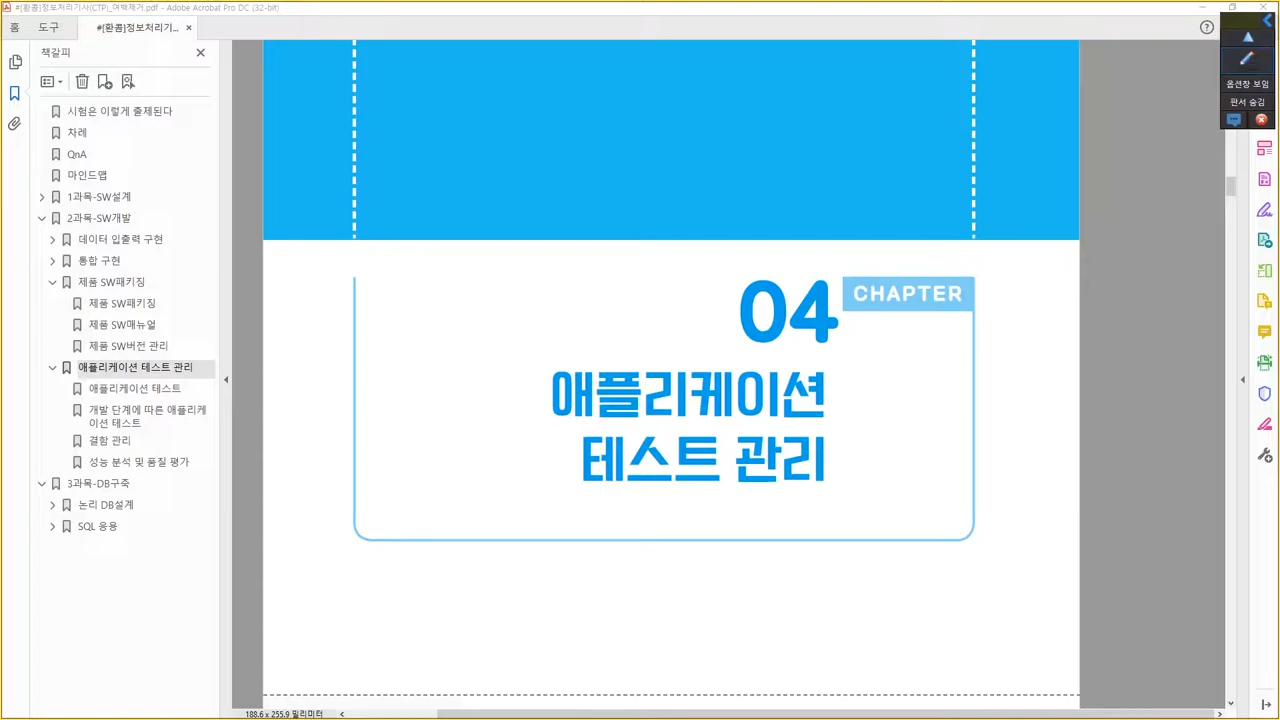 #[환콤]정보처리기사(CTP)_여백제거.pdf - Adobe Acrobat Pro DC (32-bit)
홈 도구 #[환콤]정보처리기... ×
책갈피
시험은 이렇게 출제된다
차례
QnA
마인드맵
1과목-SW설계
2과목-SW개발
데이터 입출력 구현
통합 구현
제품 SW패키징
제품 SW패키징
제품 SW매뉴얼
제품 SW버전 관리
애플리케이션 테스트 관리
애플리케이션 테스트
개발 단계에 따른 애플리케
이션 테스트
결함 관리
성능 분석 및 품질 평가
3과목-DB구축
논리 DB설계
SQL 응용
04 CHAPTER
애플리케이션
테스트 관리
옵션창 보임
판서 숨김
188.6 x 255.9 밀리미터